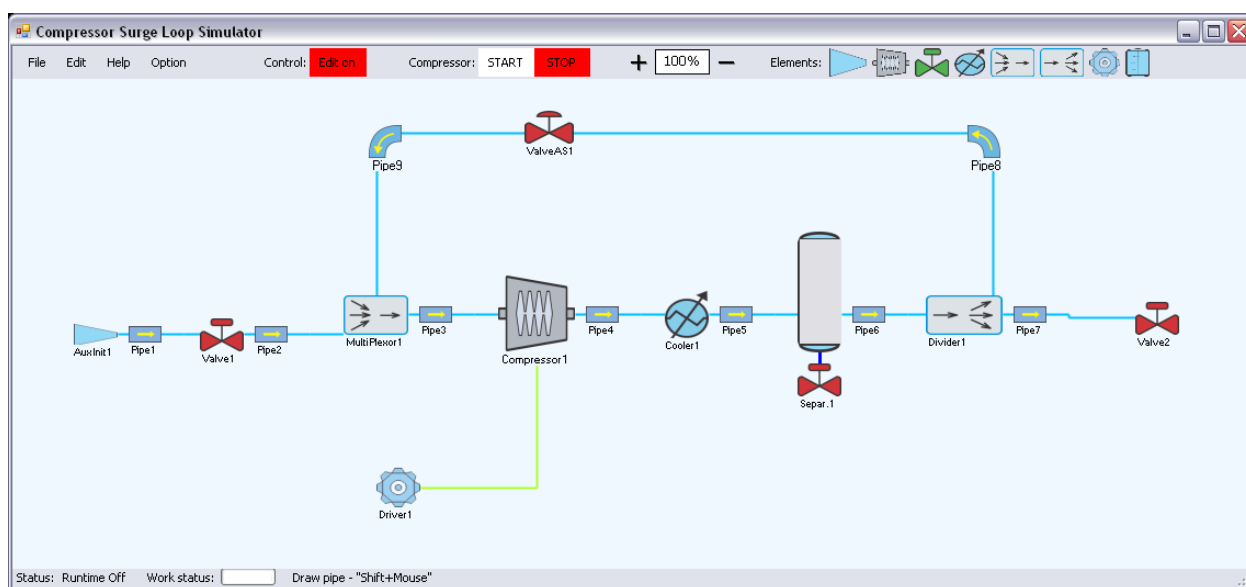 Compressor Surge Loop Simulator
File Edit Help Option Control: Edit on Compressor: START STOP + 100% − Elements:
ValveAS1
Pipe9 Pipe8
AuxInit1 Pipe1 Valve1 Pipe2 MultiPlexor1 Pipe3 Compressor1 Pipe4 Cooler1 Pipe5 Pipe6 Divider1 Pipe7 Valve2
Separ.1
Driver1
Status: Runtime Off Work status: Draw pipe - "Shift+Mouse"